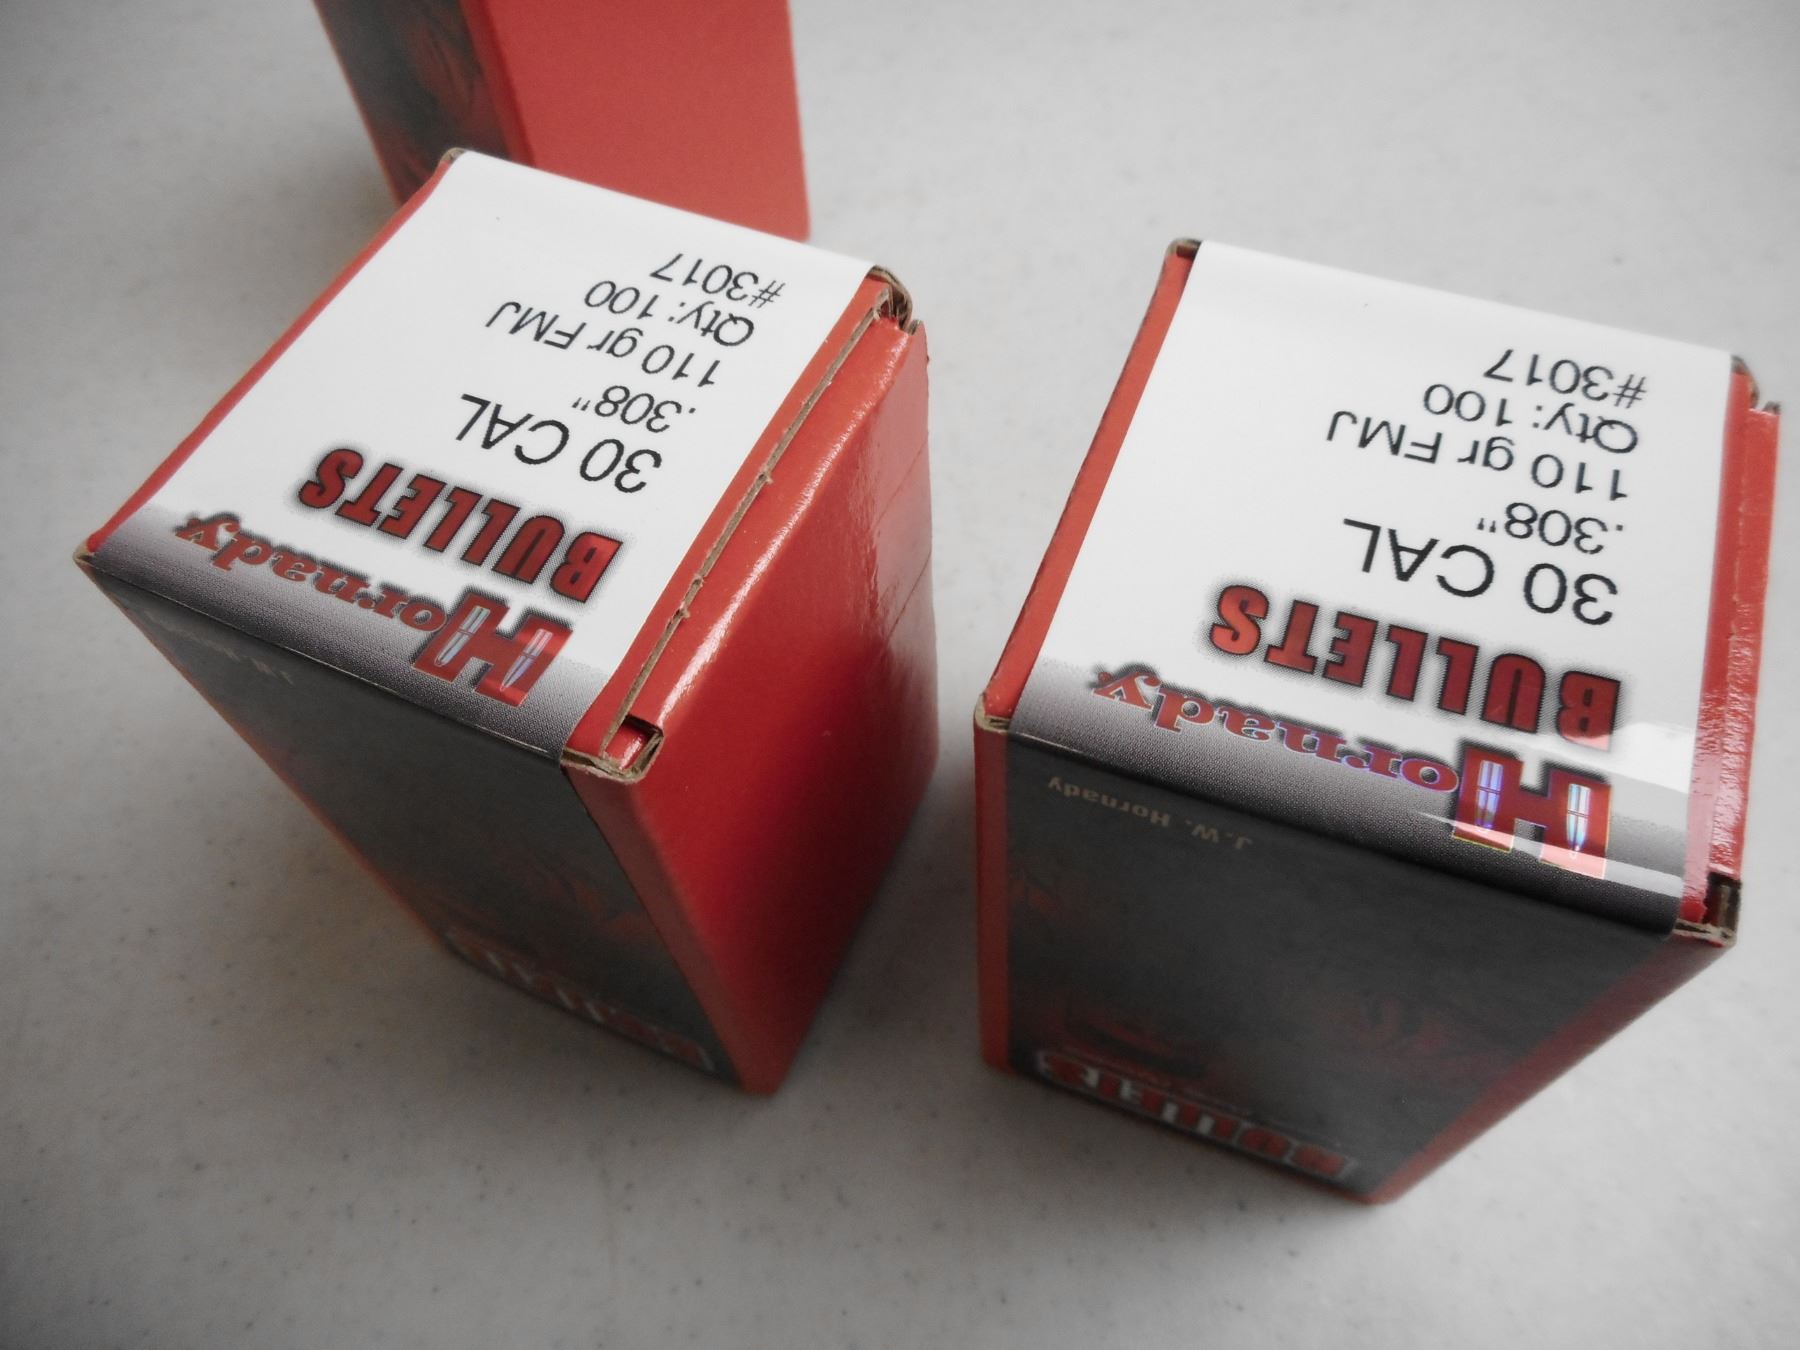 Hornady
BULLETS
30 CAL
.308"
110 gr FMJ
Qty: 100
#3017
Hornady
BULLETS
30 CAL
.308"
110 gr FMJ
Qty: 100
#3017
J.W. Hornady
BULLETS